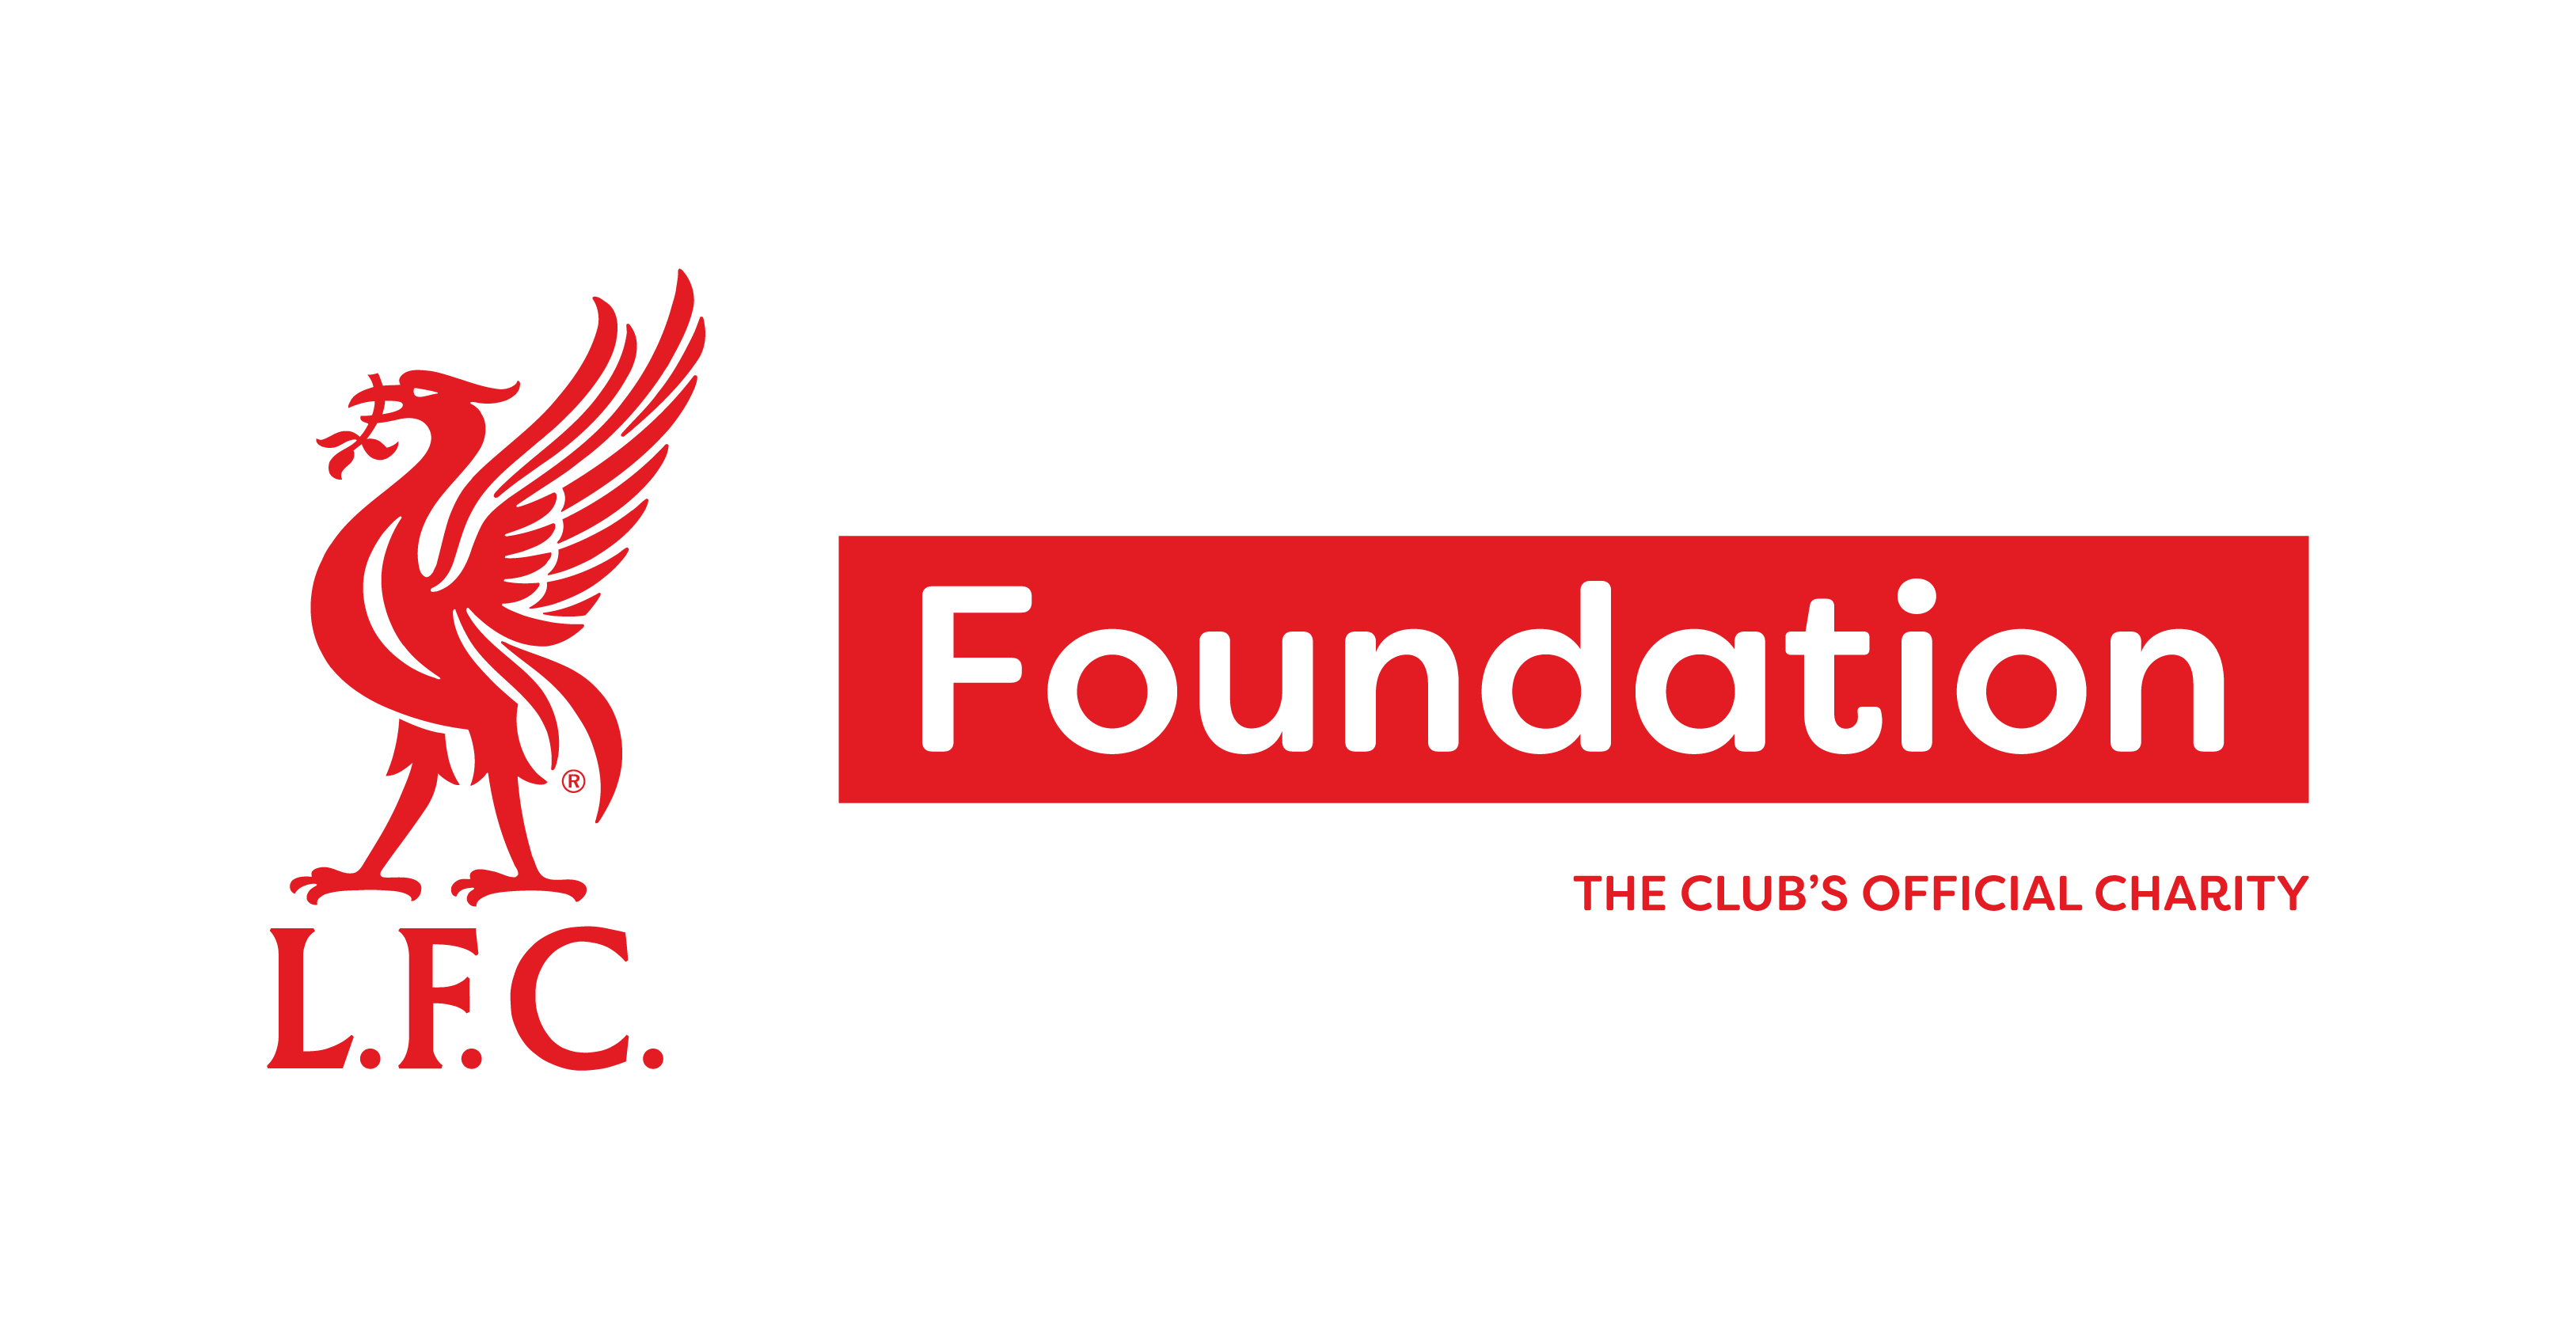 L.F.C.
®
Foundation
THE CLUB’S OFFICIAL CHARITY